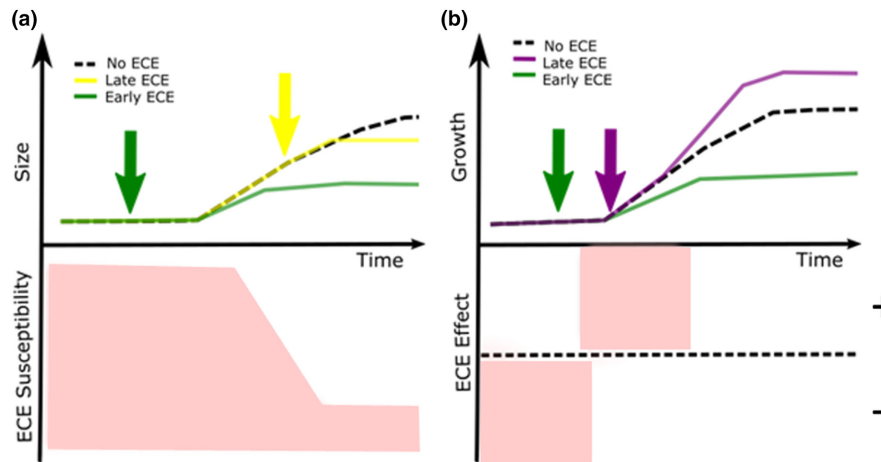 (a)
No ECE
Late ECE
Early ECE
Size
Time
ECE Susceptibility
(b)
No ECE
Late ECE
Early ECE
Growth
Time
ECE Effect